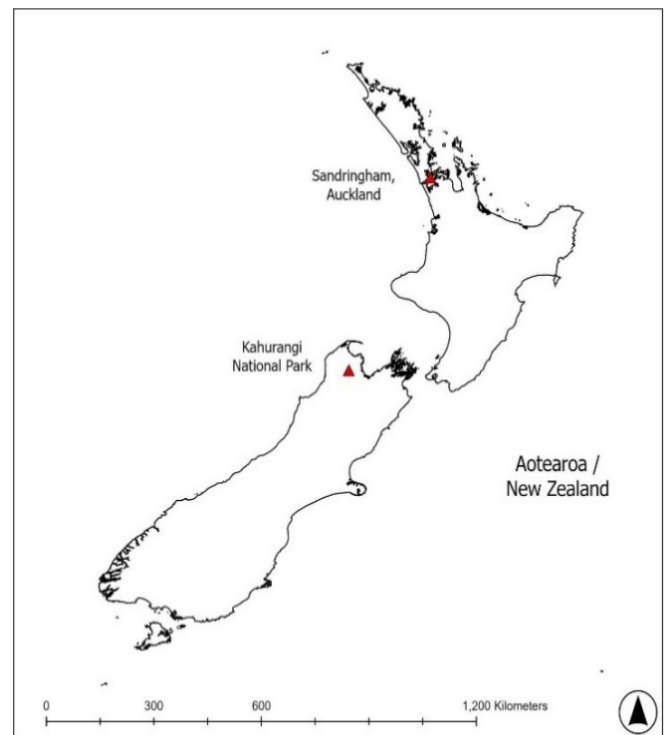 Sandringham,
Auckland
Kahurangi
National Park
Aotearoa /
New Zealand
0 300 600 1,200 Kilometers